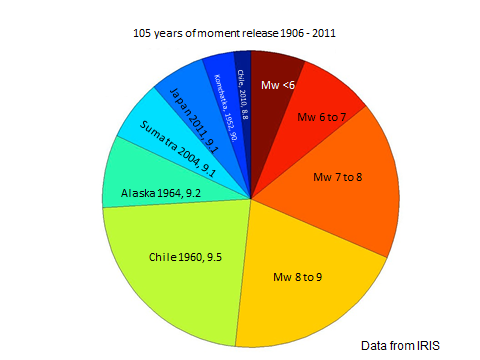 105 years of moment release 1906 - 2011
Mw <6
Mw 6 to 7
Mw 7 to 8
Mw 8 to 9
Chile 1960, 9.5
Alaska 1964, 9.2
Sumatra 2004, 9.1
Japan 2011, 9.1
Kamchatka, 1952, 90.
Chile, 2010, 8.8
Data from IRIS